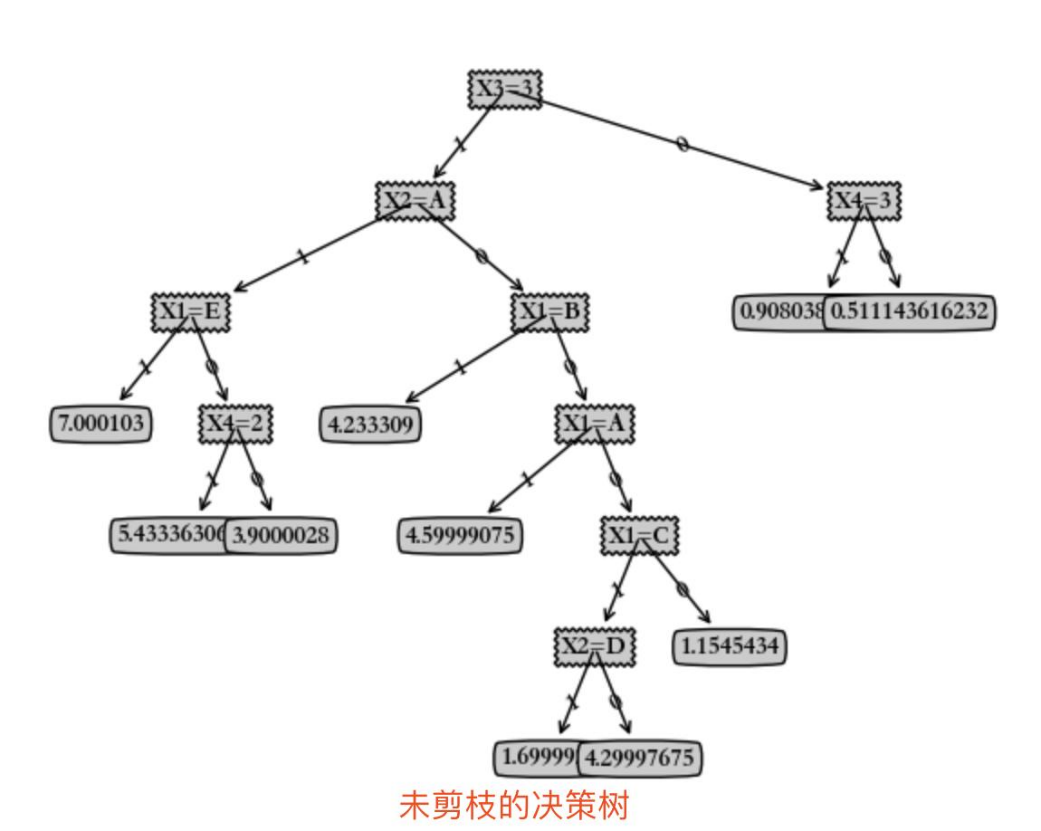 X3=3
1 0
X2=A X4=3
1 0 1 0
X1=E X1=B 0.908038 0.511143616232
1 0 1 0
7.000103 X4=2 4.233309 X1=A
1 0 1 0
5.43336306 3.9000028 4.59999075 X1=C
1 0
X2=D 1.1545434
1 0
1.69999 4.29997675
未剪枝的决策树